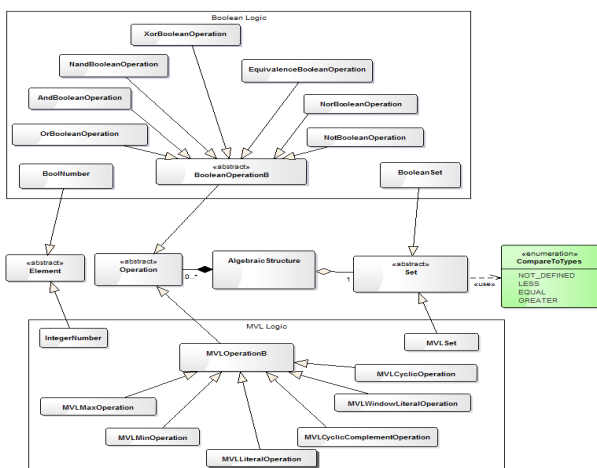 Boolean Logic
XorBooleanOperation
NandBooleanOperation
EquivalenceBooleanOperation
AndBooleanOperation
NorBooleanOperation
OrBooleanOperation
NotBooleanOperation
«abstract»
BooleanOperationB
BoolNumber
BooleanSet
«abstract»
Element
«abstract»
Operation
0..*
AlgebraicStructure
1
«abstract»
Set
«use»
«enumeration»
CompareToTypes
NOT_DEFINED
LESS
EQUAL
GREATER
MVL Logic
IntegerNumber
MVLOperationB
MVLSet
MVLCyclicOperation
MVLMaxOperation
MVLWindowLiteralOperation
MVLMinOperation
MVLCyclicComplementOperation
MVLLiteralOperation